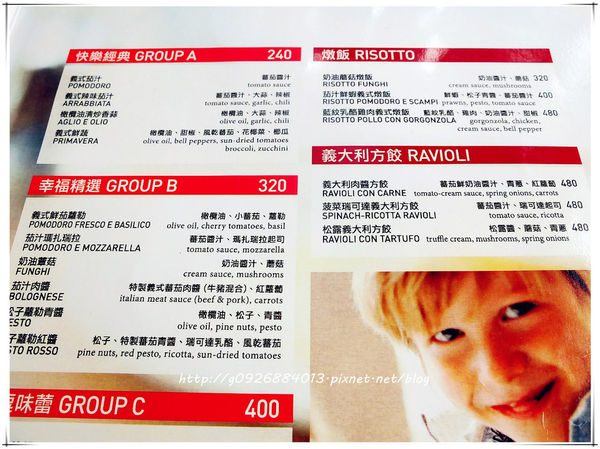 快樂經典 GROUP A 240
義式茄汁 蕃茄醬汁
POMODORO tomato sauce
義式辣味茄汁 蕃茄醬汁、大蒜、辣椒
ARRABBIATA tomato sauce, garlic, chili
橄欖油清炒香蒜 橄欖油、大蒜、辣椒
AGLIO E OLIO olive oil, garlic, chili
義式鮮蔬 橄欖油、甜椒、風乾蕃茄、花椰菜、櫛瓜
PRIMAVERA olive oil, bell peppers, sun-dried tomatoes
broccoli, zucchini
幸福精選 GROUP B 320
義式鮮茄蘿勒 橄欖油、小蕃茄、蘿勒
POMODORO FRESCO E BASILICO olive oil, cherry tomatoes, basil
茄汁瑪扎瑞拉 蕃茄醬汁、瑪扎瑞拉起司
POMODORO E MOZZARELLA tomato sauce, mozzarella
奶油蘑菇 奶油醬汁、蘑菇
FUNGHI cream sauce, mushrooms
茄汁肉醬 特製義式蕃茄肉醬 (牛豬混合)、紅蘿蔔
BOLOGNESE italian meat sauce (beef & pork), carrots
松子蘿勒青醬 橄欖油、松子、青醬
ESTO olive oil, pine nuts, pesto
子蘿勒紅醬 松子、特製蕃茄青醬、瑞可達乳酪、風乾蕃茄
STO ROSSO pine nuts, red pesto, ricotta, sun-dried tomatoes
味蕾 GROUP C 400
燉飯 RISOTTO
奶油蘑菇燉飯 奶油醬汁、蘑菇 320
RISOTTO FUNGHI cream sauce, mushrooms
茄汁鮮蝦義式燉飯 鮮蝦、松子青醬、蕃茄醬汁 400
RISOTTO POMODORO E SCAMPI prawns, pesto, tomato sauce
藍紋乳酪雞肉義式燉飯 藍紋乳酪、雞肉、奶油醬汁、甜椒 480
RISOTTO POLLO CON GORGONZOLA gorgonzola, chicken,
cream sauce, bell pepper
義大利方餃 RAVIOLI
義大利肉醬方餃 蕃茄鮮奶油醬汁、青蔥、紅蘿蔔 480
RAVIOLI CON CARNE tomato-cream sauce, spring onions, carrots
菠菜瑞可達義大利方餃 蕃茄醬汁、瑞可達起司 480
SPINACH-RICOTTA RAVIOLI tomato sauce, ricotta
松露義大利方餃 松露醬、蘑菇、青蔥 480
RAVIOLI CON TARTUFO truffle cream, mushrooms, spring onions
http://g0926884013.pixnet.net/blog